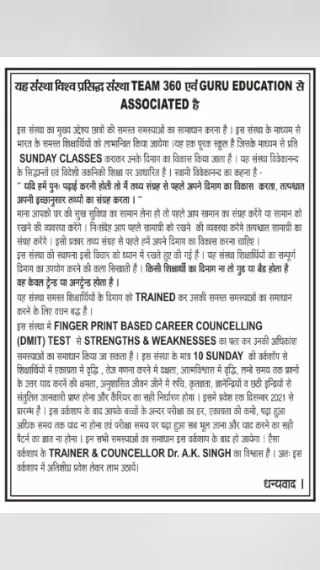 यह संस्था विश्व प्रसिद्ध संस्था TEAM 360 एवं GURU EDUCATION से
ASSOCIATED है
इस संस्था का मुख्य उद्देश्य छात्रों की समस्त समस्याओं का समाधान करना है । इस संस्था के माध्यम से
भारत के समस्त शिक्षार्थियों को लाभान्वित किया जायेगा ।यह एक पूरक स्कूल है जिसके माध्यम से प्रति
SUNDAY CLASSES कराकर उनके दिमाग का विकास किया जाता है । यह संस्था विवेकानन्द
के सिद्धान्तों एवं विदेशी तकनिकी शिक्षा पर आधारित है । स्वामी विवेकानन्द का कहना है -
" यदि हमें पुनः पढ़ाई करनी होती तो मैं तथ्य संग्रह से पहले अपने दिमाग का विकास करता, तत्पश्चात
अपनी इच्छानुसार तथ्यों का संग्रह करता । "
माना आपको घर की सुख सुविधा का सामान लेना हो तो पहले आप सामान का संग्रह करेंगे या सामान को
रखने की व्यवस्था करेंगे । निःसंदेह आप पहले सामाग्री को रखने की व्यवस्था करेंगे तत्पश्चात सामाग्री का
संग्रह करेंगे । इसी प्रकार तथ्य संग्रह से पहले हमें अपने दिमाग का विकास करना चाहिए ।
इस संस्था की स्थापना इसी विचार को ध्यान में रखते हुए की गई है । यह संस्था शिक्षार्थियों का सम्पूर्ण
दिमाग का उपयोग करने की कला सिखाती है । किसी शिक्षार्थी का दिमाग ना तो गुड या बैड होता है
वह केवल ट्रेन्ड या अनट्रेन्ड होता है ।
यह संस्था समस्त शिक्षार्थियों के दिमाग को TRAINED कर उसकी समस्त समस्याओं का समाधान
करने के लिए वचन बद्ध है ।
इस संस्था में FINGER PRINT BASED CAREER COUNCELLING
(DMIT) TEST से STRENGTHS & WEAKNESSES का पता कर उनकी अधिकांश
समस्याओं का समाधान किया जा सकता है । इस संस्था के मात्र 10 SUNDAY की वर्कशॉप से
शिक्षार्थियों में एकाग्रता में वृद्धि , तेज गणना करने में दक्षता, आत्मविश्वास में वृद्धि, लम्बे समय तक प्रश्नों
के उत्तर याद करने की क्षमता, अनुशासित जीवन जीनें में रुचि, कृतज्ञता, ज्ञानेन्द्रियों व छठी इन्द्रियों से
संतुलित जानकारी प्राप्त होना और कैरियर का सही निर्धारण होगा । इसमें प्रवेश एक दिसम्बर 2021 से
प्रारम्भ है । इस वर्कशाप के बाद आपके बच्चों के अन्दर परीक्षा का डर, एकाग्रता की कमी, पढ़ा हुआ
अधिक समय तक याद ना होना एवं परीक्षा समय पर पढ़ा हुआ सब भूल जाना और याद करने का सही
पैटर्न का ज्ञात ना होना । इन सभी समस्याओं का समाधान इस वर्कशाप के बाद हो जायेगा । ऐसा
वर्कशाप के TRAINER & COUNCELLOR Dr. A.K. SINGH का विश्वास है । अतः इस
वर्कशाप में अतिशीघ्र प्रवेश लेकर लाभ उठायें।
धन्यवाद ।